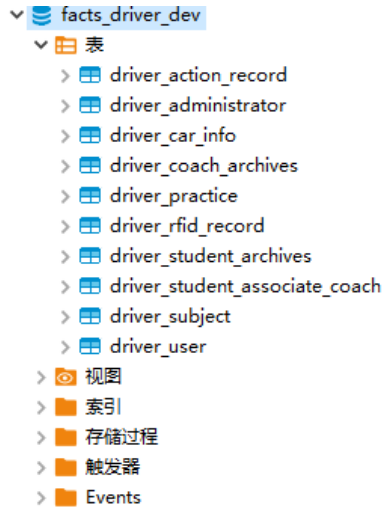 facts_driver_dev
表
driver_action_record
driver_administrator
driver_car_info
driver_coach_archives
driver_practice
driver_rfid_record
driver_student_archives
driver_student_associate_coach
driver_subject
driver_user
视图
索引
存储过程
触发器
Events